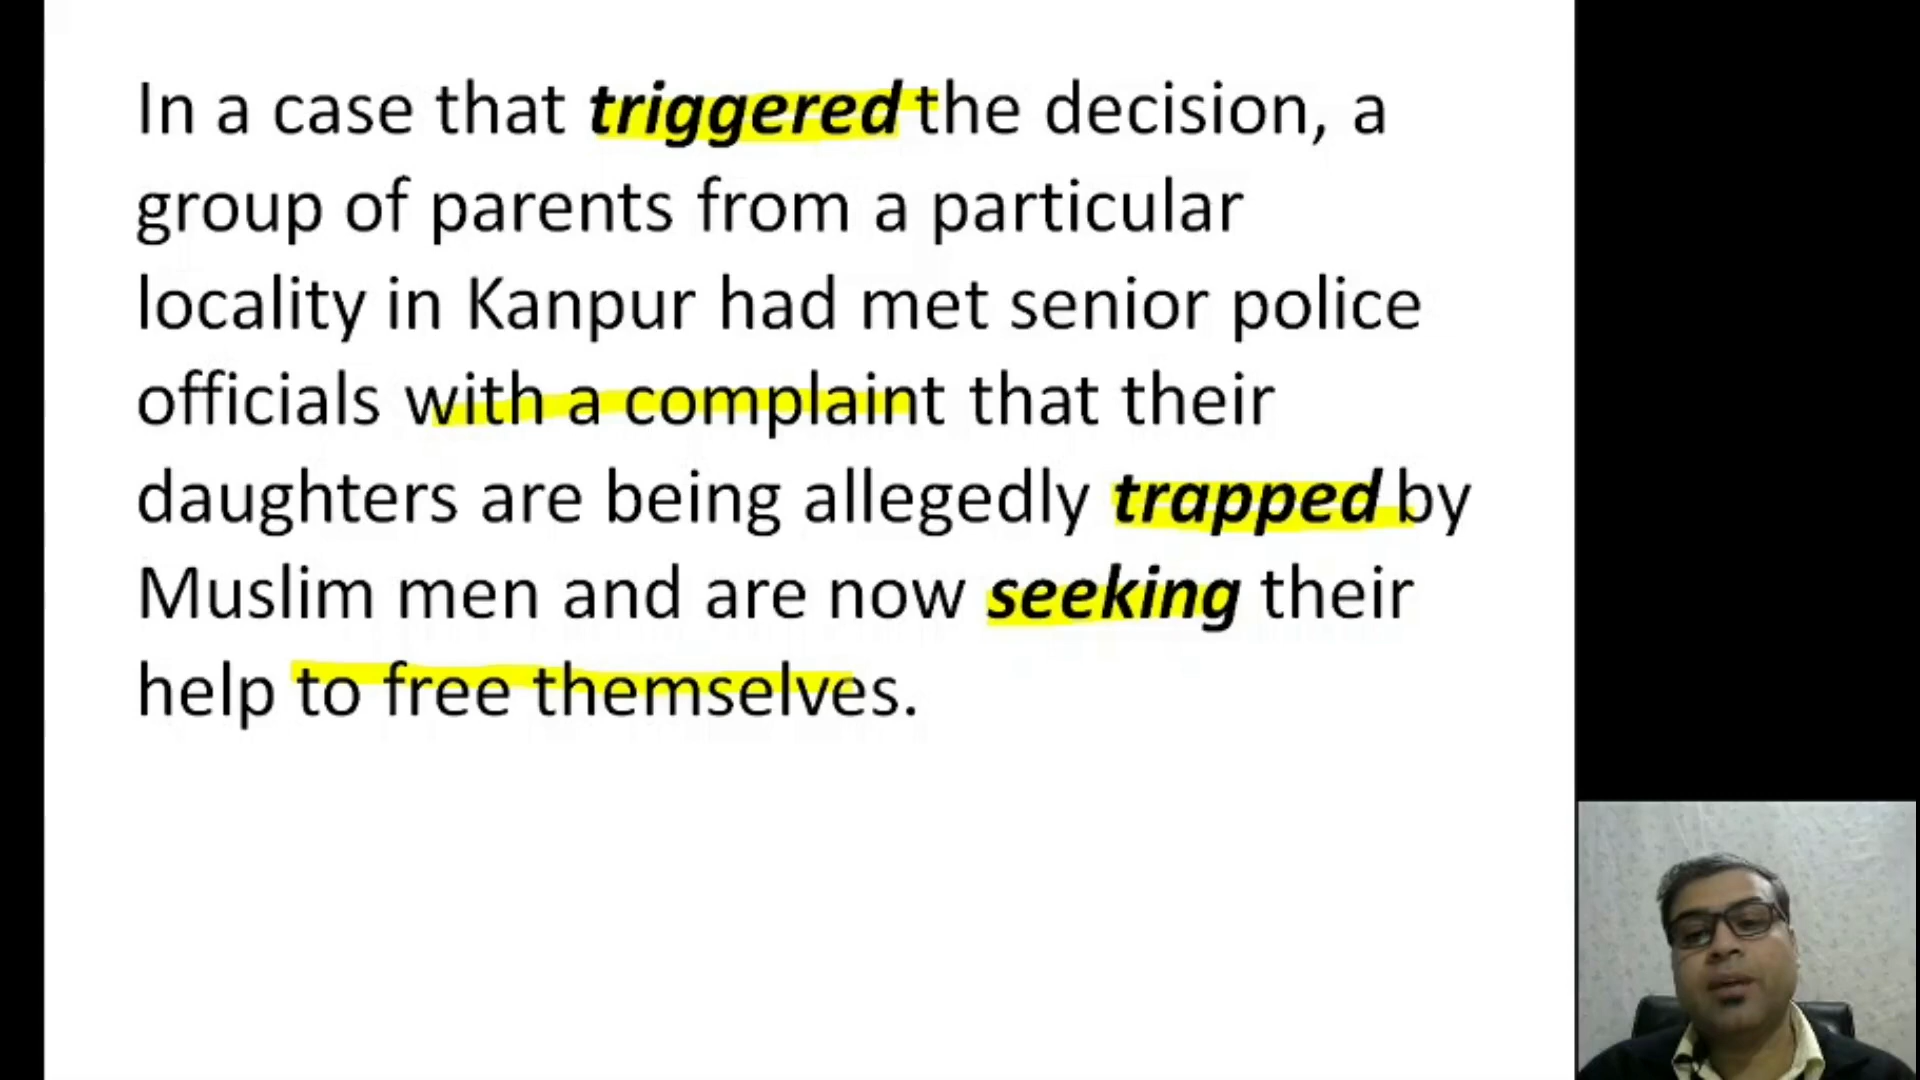 In a case that triggered the decision, a
group of parents from a particular
locality in Kanpur had met senior police
officials with a complaint that their
daughters are being allegedly trapped by
Muslim men and are now seeking their
help to free themselves.